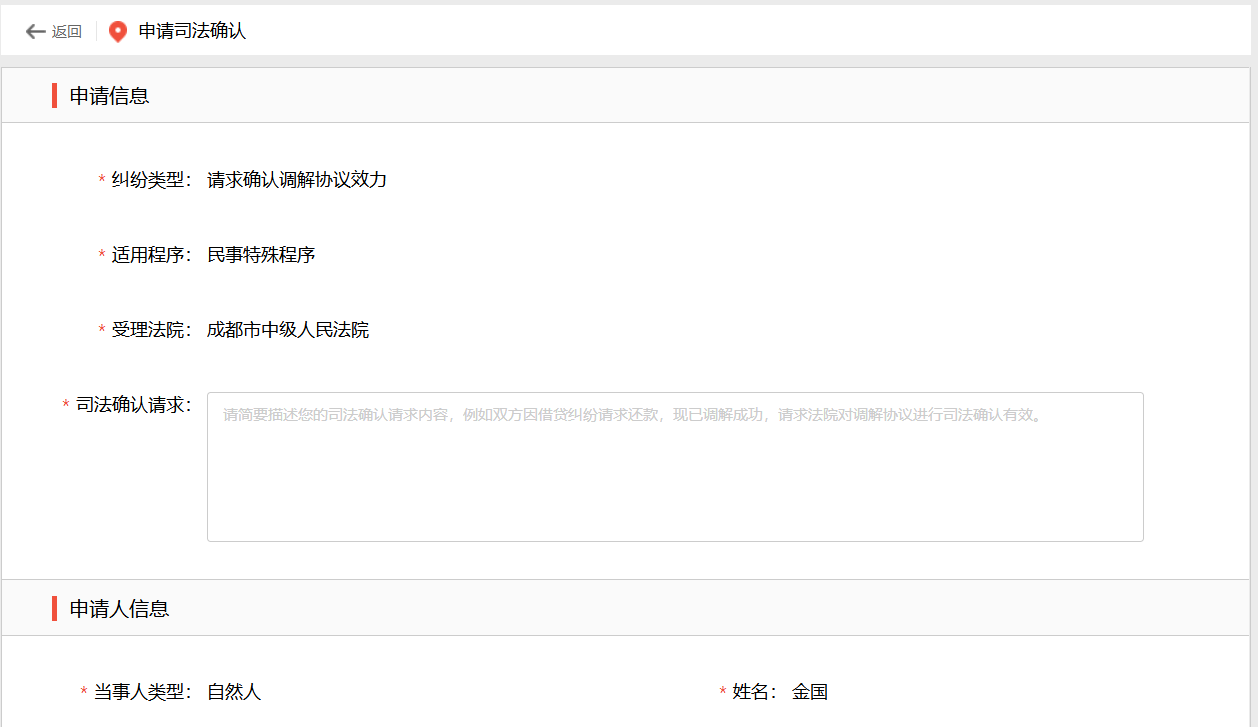 返回 申请司法确认
申请信息
* 纠纷类型： 请求确认调解协议效力
* 适用程序： 民事特殊程序
* 受理法院： 成都市中级人民法院
* 司法确认请求：
请简要描述您的司法确认请求内容，例如双方因借贷纠纷请求还款，现已调解成功，请求法院对调解协议进行司法确认有效。
申请人信息
* 当事人类型： 自然人 * 姓名： 金国